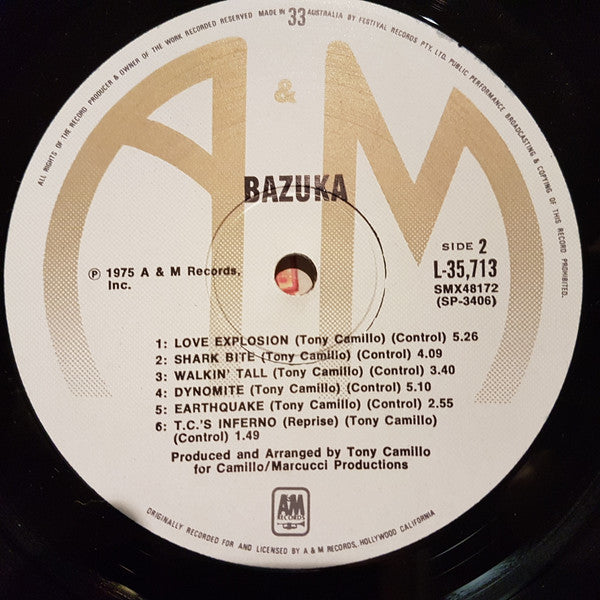 ALL RIGHTS OF THE RECORD PRODUCER & OWNER OF THE WORK RECORDED RESERVED MADE IN 33 AUSTRALIA BY FESTIVAL RECORDS PTY. LTD. PUBLIC PERFORMANCE BROADCASTING & COPYING OF THIS RECORD PROHIBITED.
A & M
BAZUKA
SIDE 2
L-35,713
SMX48172
(SP-3406)
℗ 1975 A & M Records,
Inc.
1: LOVE EXPLOSION (Tony Camillo) (Control) 5.26
2: SHARK BITE (Tony Camillo) (Control) 4.09
3: WALKIN' TALL (Tony Camillo) (Control) 3.40
4: DYNOMITE (Tony Camillo) (Control) 5.10
5: EARTHQUAKE (Tony Camillo) (Control) 2.55
6: T.C.'S INFERNO (Reprise) (Tony Camillo)
(Control) 1.49
Produced and Arranged by Tony Camillo
for Camillo/Marcucci Productions
A&M
RECORDS
ORIGINALLY RECORDED FOR AND LICENSED BY A & M RECORDS, HOLLYWOOD CALIFORNIA